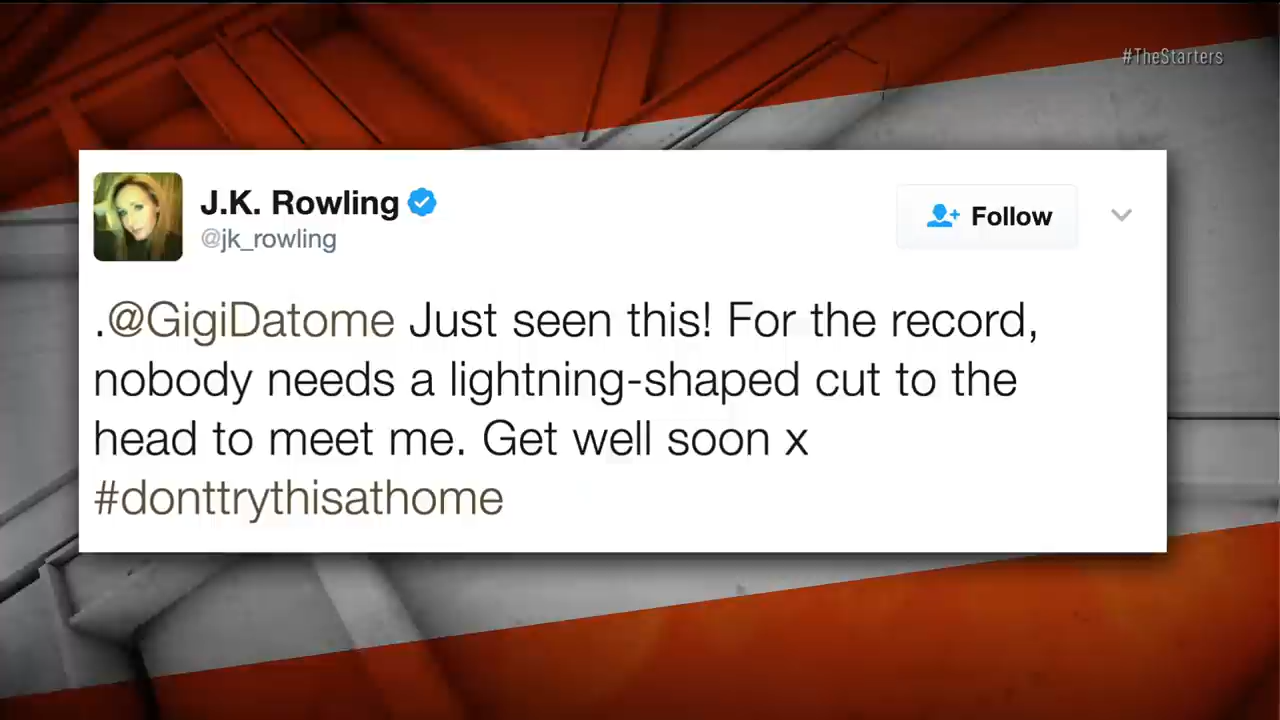 #TheStarters
J.K. Rowling
@jk_rowling
Follow
.@GigiDatome Just seen this! For the record,
nobody needs a lightning-shaped cut to the
head to meet me. Get well soon x
#donttrythisathome